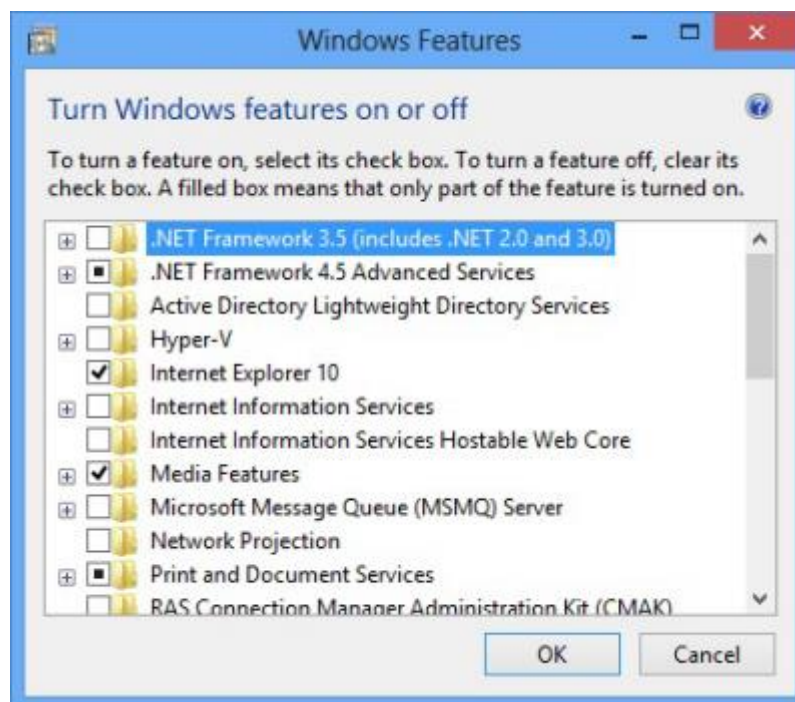 Windows Features
Turn Windows features on or off
To turn a feature on, select its check box. To turn a feature off, clear its
check box. A filled box means that only part of the feature is turned on.
.NET Framework 3.5 (includes .NET 2.0 and 3.0)
.NET Framework 4.5 Advanced Services
Active Directory Lightweight Directory Services
Hyper-V
Internet Explorer 10
Internet Information Services
Internet Information Services Hostable Web Core
Media Features
Microsoft Message Queue (MSMQ) Server
Network Projection
Print and Document Services
RAS Connection Manager Administration Kit (CMAK)
OK Cancel